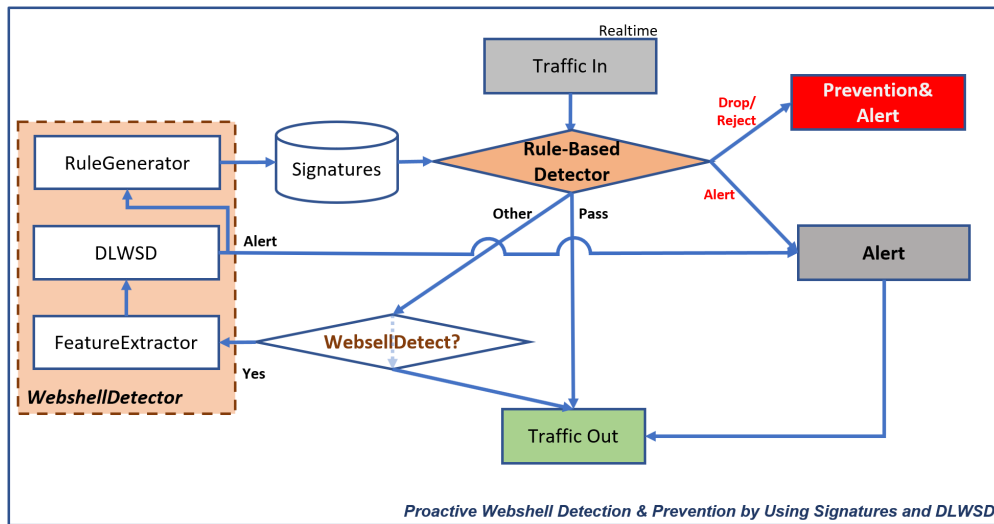 Realtime
Traffic In
Drop/
Reject
Prevention&
Alert
RuleGenerator
Signatures
Rule-Based
Detector
Alert
Other
Pass
DLWSD
Alert
Alert
FeatureExtractor
WebsellDetect?
Yes
WebshellDetector
Traffic Out
Proactive Webshell Detection & Prevention by Using Signatures and DLWSD